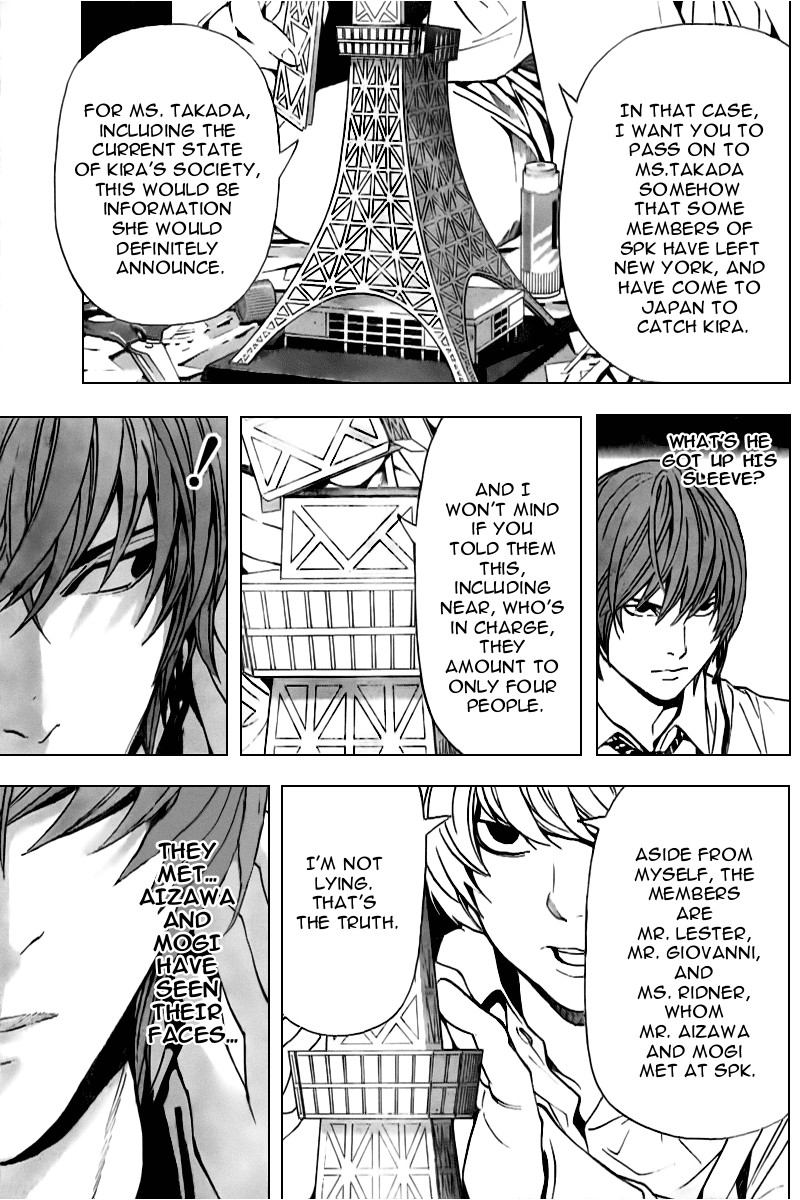 IN THAT CASE,
I WANT YOU TO
PASS ON TO
MS.TAKADA
SOMEHOW
THAT SOME
MEMBERS OF
SPK HAVE LEFT
NEW YORK, AND
HAVE COME TO
JAPAN TO
CATCH KIRA.
FOR MS. TAKADA,
INCLUDING THE
CURRENT STATE
OF KIRA'S SOCIETY,
THIS WOULD BE
INFORMATION
SHE WOULD
DEFINITELY
ANNOUNCE.
WHAT'S HE
GOT UP HIS
SLEEVE?
AND I
WON'T MIND
IF YOU
TOLD THEM
THIS,
INCLUDING
NEAR, WHO'S
IN CHARGE,
THEY
AMOUNT TO
ONLY FOUR
PEOPLE.
!
ASIDE FROM
MYSELF, THE
MEMBERS
ARE
MR. LESTER,
MR. GIOVANNI,
AND
MS. RIDNER,
WHOM
MR. AIZAWA
AND MOGI
MET AT SPK.
I'M NOT
LYING.
THAT'S
THE TRUTH.
THEY
MET...
AIZAWA
AND
MOGI
HAVE
SEEN
THEIR
FACES...